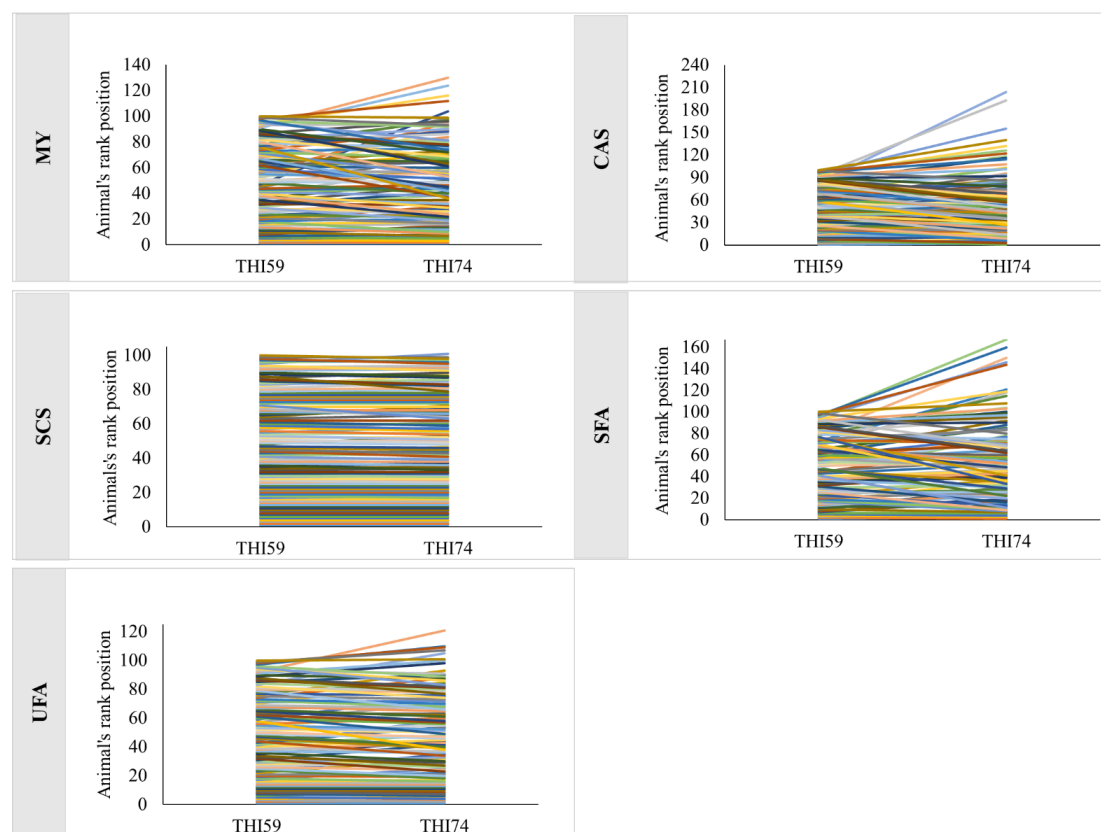 MY
Animal's rank position
140
120
100
80
60
40
20
0
THI59 THI74
CAS
Animal's rank position
240
210
180
150
120
90
60
30
0
THI59 THI74
SCS
Animals's rank position
100
80
60
40
20
0
THI59 THI74
SFA
Animal's rank position
160
140
120
100
80
60
40
20
0
THI59 THI74
UFA
Animal's rank position
120
100
80
60
40
20
0
THI59 THI74